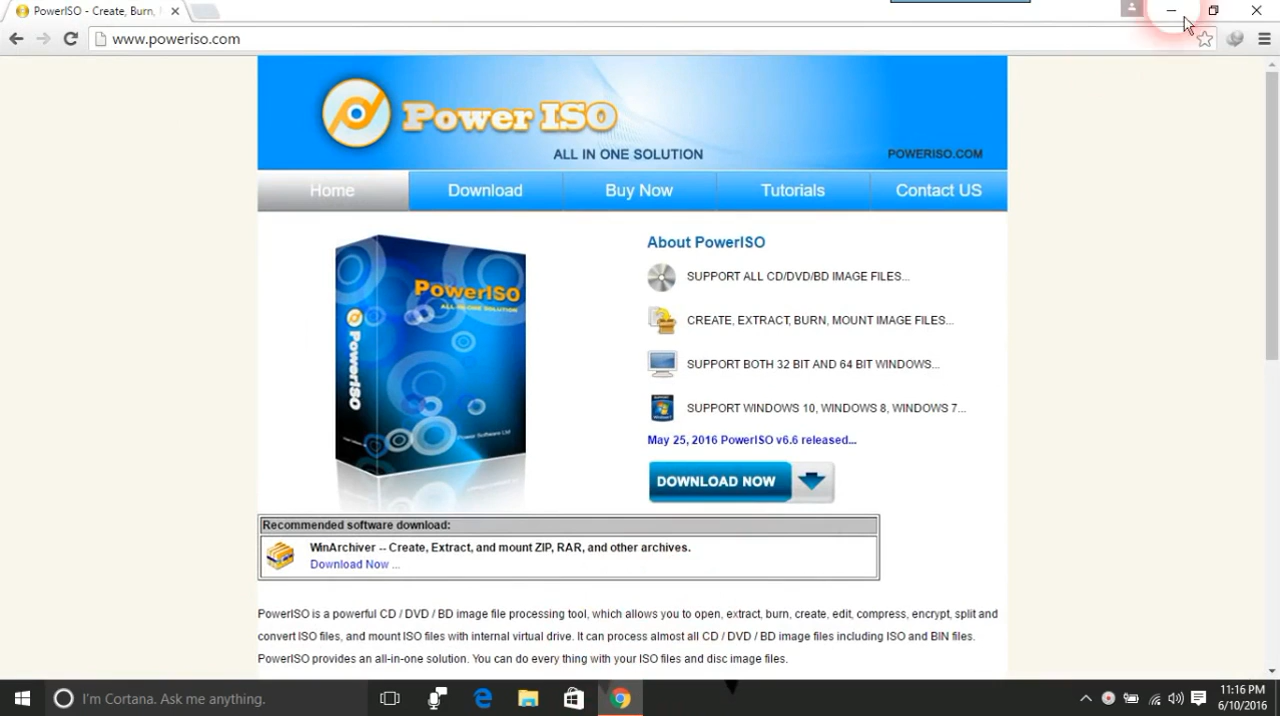 PowerISO - Create, Burn,
www.poweriso.com
Power ISO
ALL IN ONE SOLUTION
POWERISO.COM
Home
Download
Buy Now
Tutorials
Contact US
PowerISO
ALL-IN-ONE SOLUTION
PowerISO
Power Software Ltd
About PowerISO
SUPPORT ALL CD/DVD/BD IMAGE FILES...
CREATE, EXTRACT, BURN, MOUNT IMAGE FILES...
SUPPORT BOTH 32 BIT AND 64 BIT WINDOWS...
SUPPORT WINDOWS 10, WINDOWS 8, WINDOWS 7...
May 25, 2016 PowerISO v6.6 released...
DOWNLOAD NOW
Recommended software download:
WinArchiver -- Create, Extract, and mount ZIP, RAR, and other archives.
Download Now ...
PowerISO is a powerful CD / DVD / BD image file processing tool, which allows you to open, extract, burn, create, edit, compress, encrypt, split and
convert ISO files, and mount ISO files with internal virtual drive. It can process almost all CD / DVD / BD image files including ISO and BIN files.
PowerISO provides an all-in-one solution. You can do every thing with your ISO files and disc image files.
I'm Cortana. Ask me anything.
11:16 PM
6/10/2016